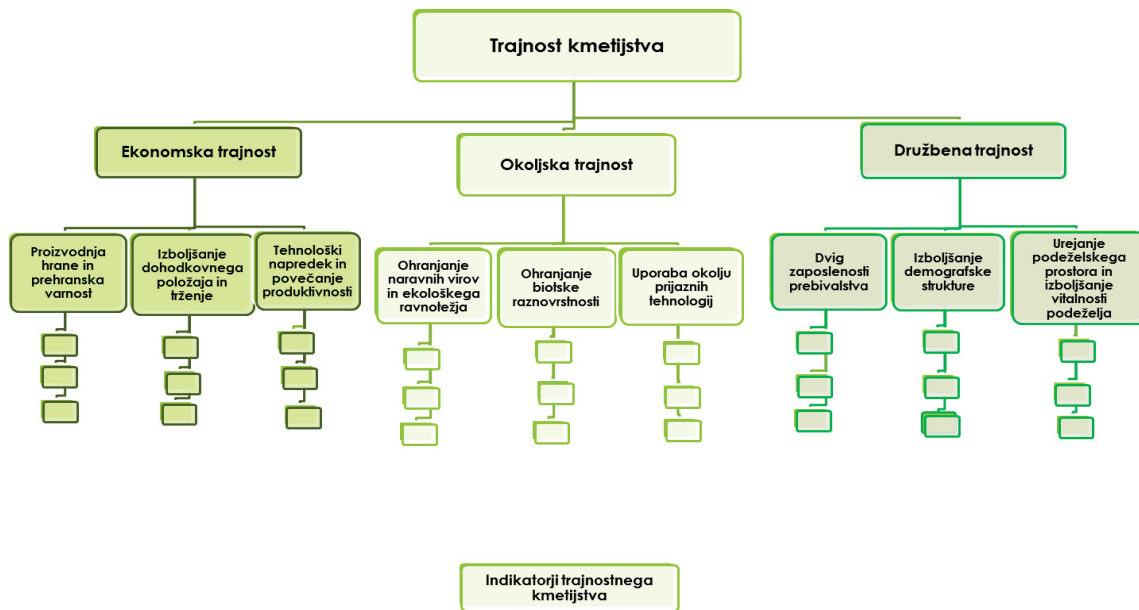 Trajnost kmetijstva
Ekonomska trajnost
Okoljska trajnost
Družbena trajnost
Proizvodnja
hrane in
prehranska
varnost
Izboljšanje
dohodkovnega
položaja in
trženje
Tehnološki
napredek in
povečanje
produktivnosti
Ohranjanje
naravnih virov
in ekološkega
ravnotežja
Ohranjanje
biotske
raznovrstnosti
Uporaba okolju
prijaznih
tehnologij
Dvig
zaposlenosti
prebivalstva
Izboljšanje
demografske
strukture
Urejanje
podeželskega
prostora in
izboljšanje
vitalnosti
podeželja
Indikatorji trajnostnega
kmetijstva